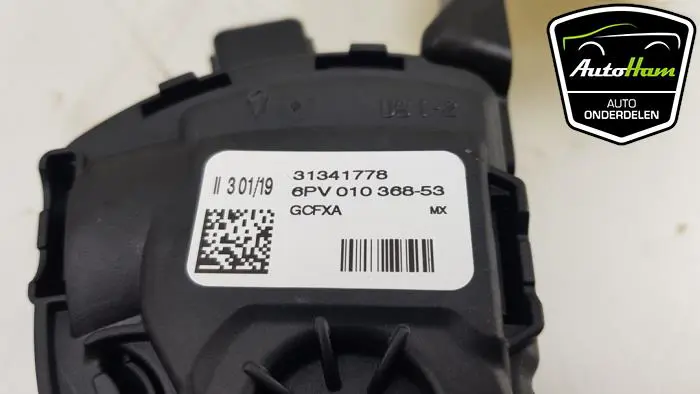 AutoHam
AUTO
ONDERDELEN
II 3 01/19
31341778
6PV 010 368-53
GCFXA MX